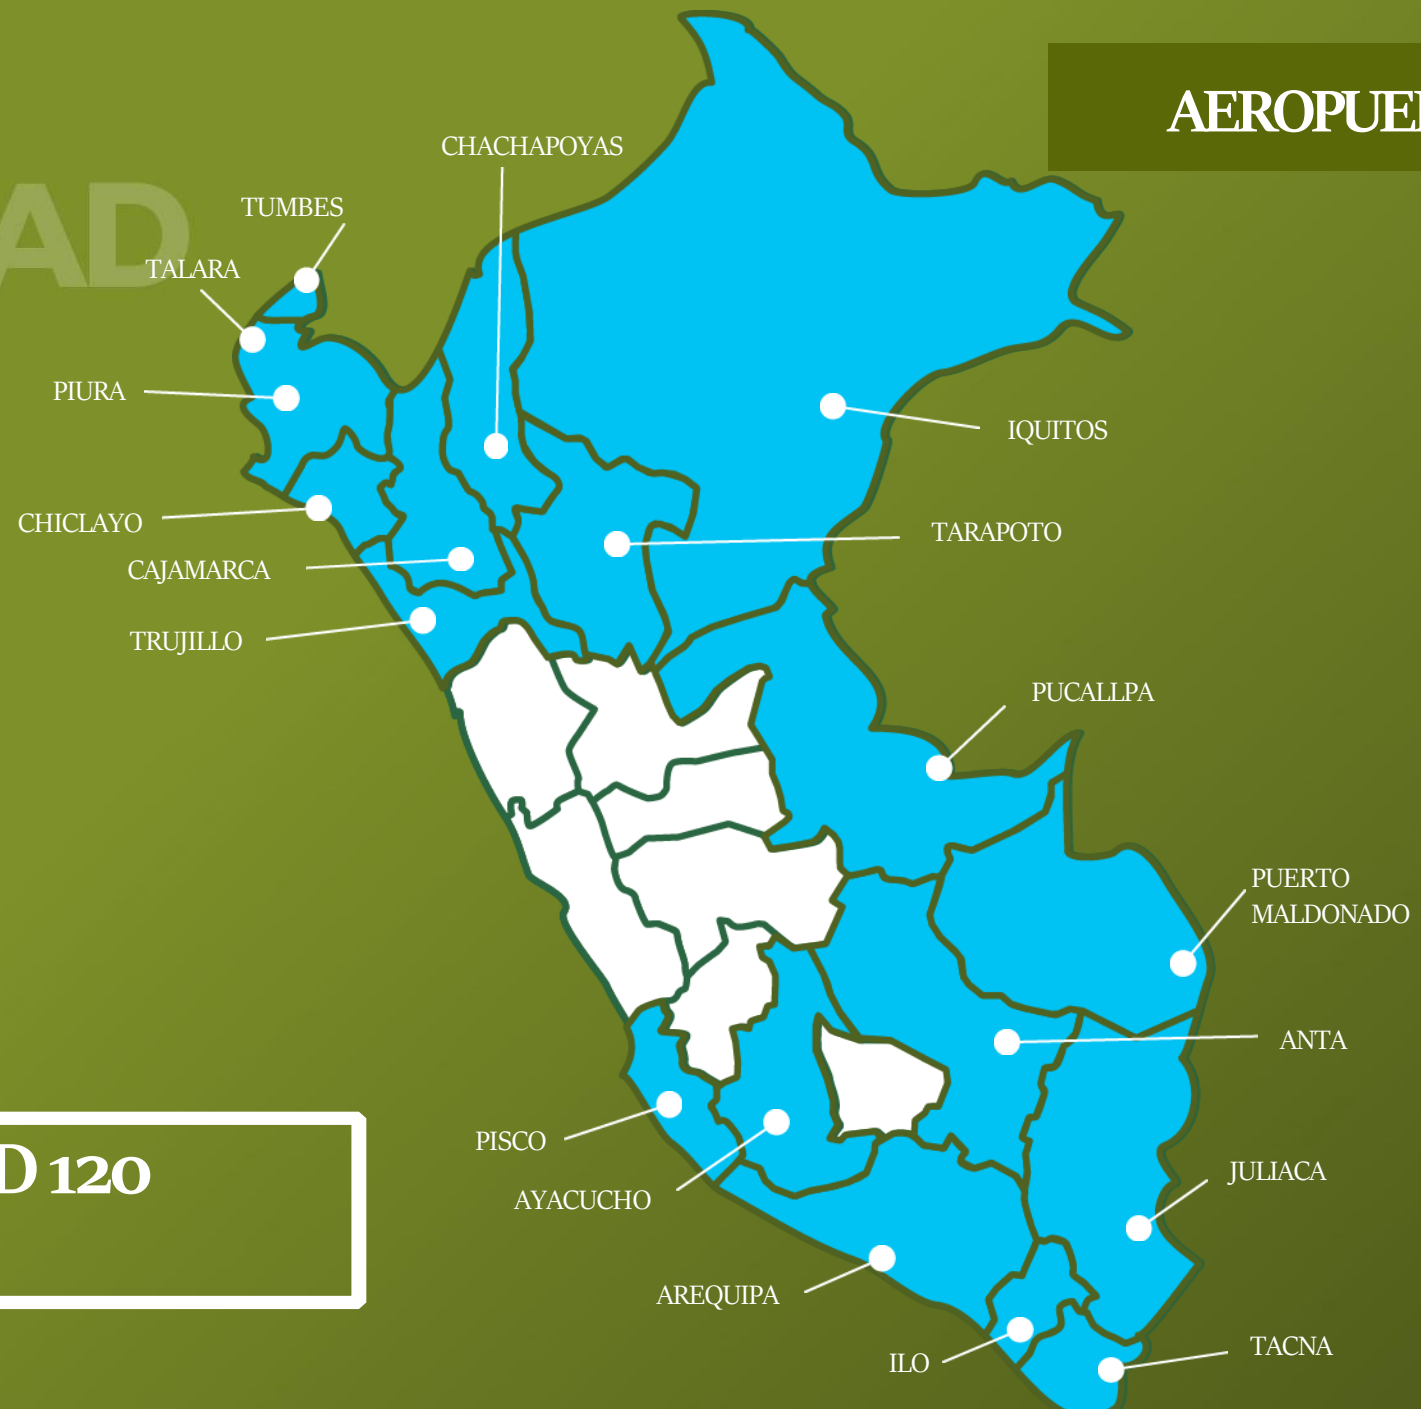 AEROPUE
CHACHAPOYAS
AD
TUMBES
TALARA
PIURA
IQUITOS
CHICLAYO
TARAPOTO
CAJAMARCA
TRUJILLO
PUCALLPA
PUERTO
MALDONADO
ANTA
PISCO
D 120
JULIACA
AYACUCHO
AREQUIPA
TACNA
ILO